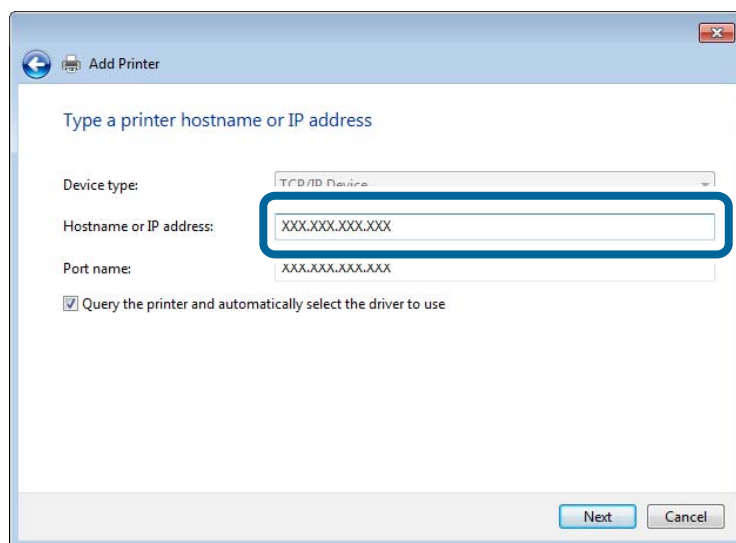 Add Printer
Type a printer hostname or IP address
Device type: TCP/IP Device
Hostname or IP address: XXX.XXX.XXX.XXX
Port name: XXX.XXX.XXX.XXX
Query the printer and automatically select the driver to use
Next Cancel